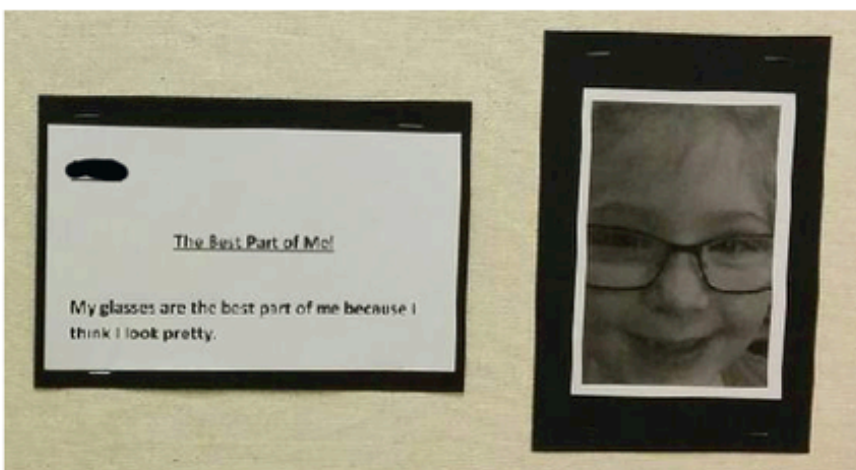 The Best Part of Me!
My glasses are the best part of me because I
think I look pretty.